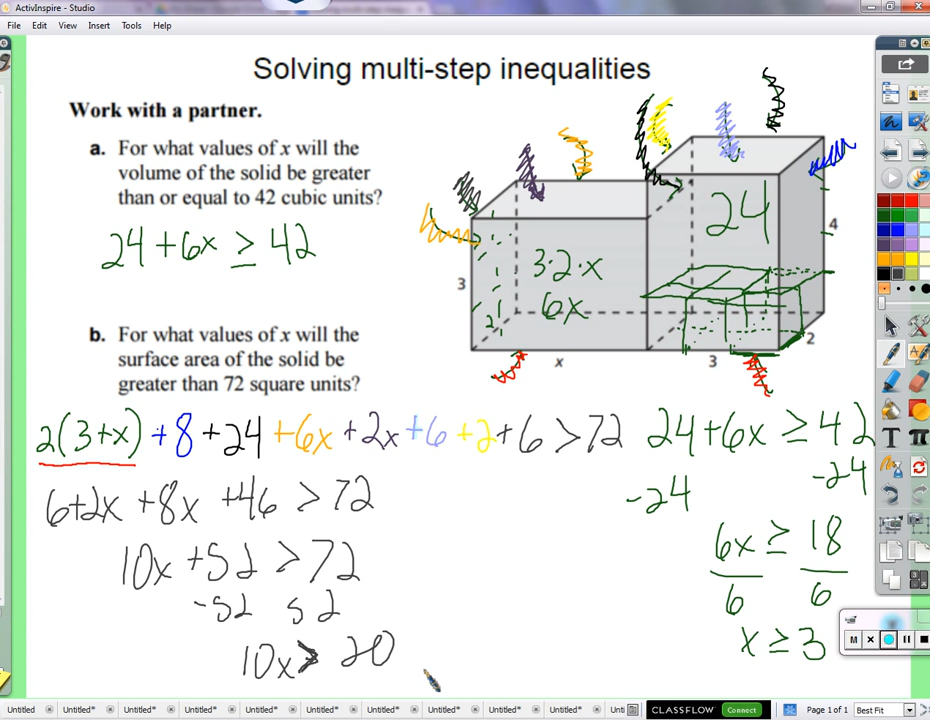 ActivInspire - Studio
File Edit View Insert Tools Help
Solving multi-step inequalities
Work with a partner.
a. For what values of x will the
volume of the solid be greater
than or equal to 42 cubic units?
24 + 6x ≥ 42
b. For what values of x will the
surface area of the solid be
greater than 72 square units?
3
3·2·x
6x
2
x
24
4
3
2
2(3+x) +8 +24 +6x +2x +6 +2 +6 > 72
6+2x +8x +46 > 72
10x +52 > 72
-52 52
10x > 20
24+6x ≥ 42
-24 -24
6x ≥ 18
6 6
x ≥ 3
Untitled Untitled* Untitled* Untitled* Untitled* Untitled* Untitled* Untitled* Untitled* Untitled* Unti CLASSFLOW Connect Page 1 of 1 Best Fit